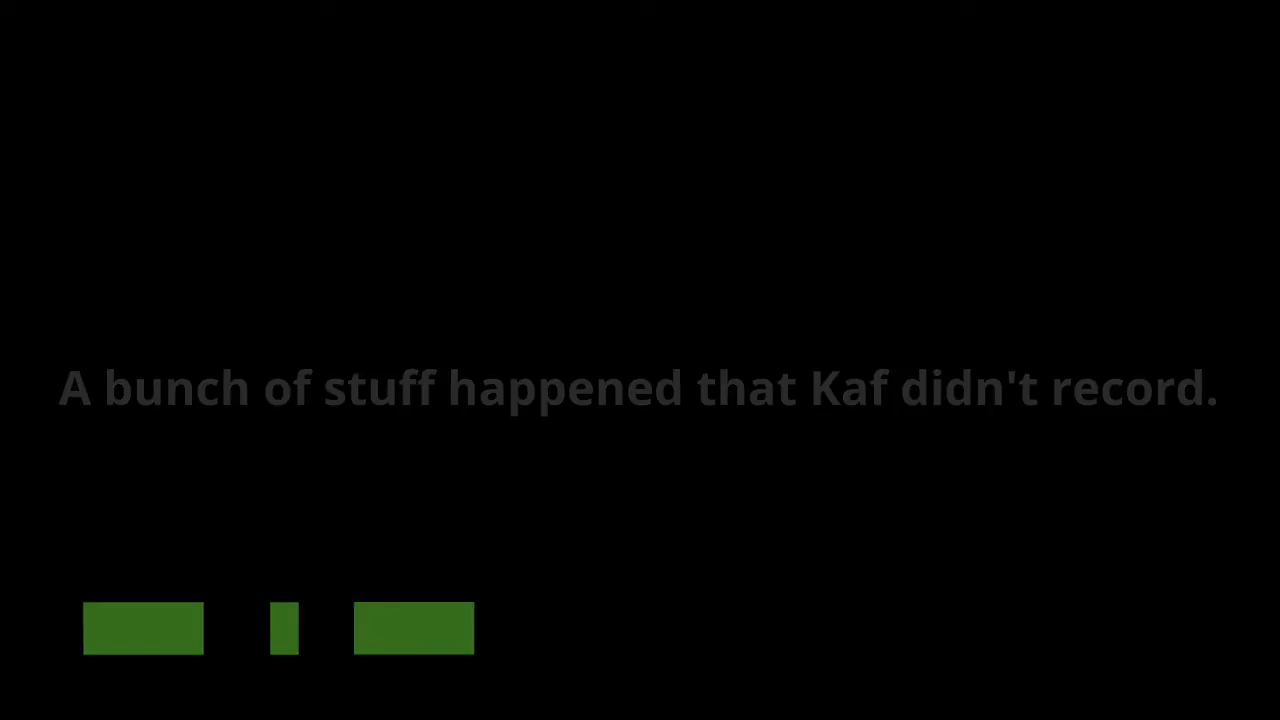 A bunch of stuff happened that Kaf didn't record.